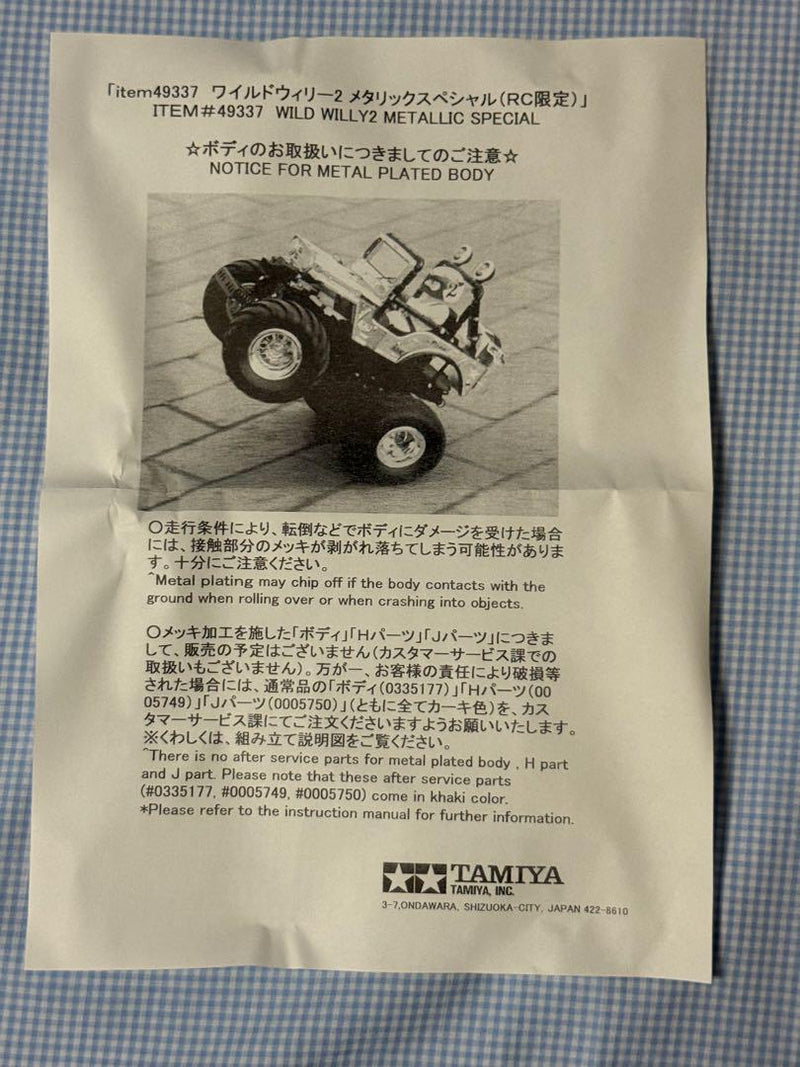 「item49337 ワイルドウィリー2 メタリックスペシャル(RC限定)」
ITEM#49337 WILD WILLY2 METALLIC SPECIAL
☆ボディのお取扱いにつきましてのご注意☆
NOTICE FOR METAL PLATED BODY
○走行条件により、転倒などでボディにダメージを受けた場合
には、接触部分のメッキが剥がれ落ちてしまう可能性がありま
す。十分にご注意ください。
^Metal plating may chip off if the body contacts with the
ground when rolling over or when crashing into objects.
○メッキ加工を施した「ボディ」「Hパーツ」「Jパーツ」につきま
して、販売の予定はございません(カスタマーサービス課での
取扱いもございません)。万が一、お客様の責任により破損等
された場合には、通常品の「ボディ(0335177)」「Hパーツ(00
05749)」「Jパーツ(0005750)」(ともに全てカーキ色)を、カス
タマーサービス課にてご注文くださいますようお願いいたします。
※くわしくは、組み立て説明図をご覧ください。
^There is no after service parts for metal plated body , H part
and J part. Please note that these after service parts
(#0335177, #0005749, #0005750) come in khaki color.
*Please refer to the instruction manual for further information.
TAMIYA
TAMIYA, INC.
3-7,ONDAWARA, SHIZUOKA-CITY, JAPAN 422-8610